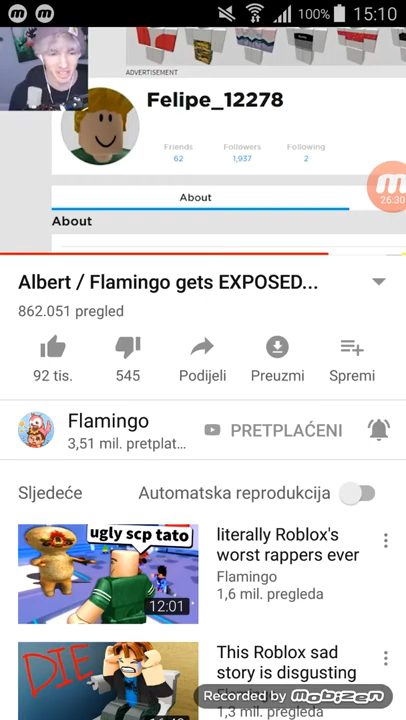 100% 15:10
ADVERTISEMENT
Felipe_12278
Friends Followers Following
62 1,937 2
26:30
About
About
Albert / Flamingo gets EXPOSED...
862.051 pregled
92 tis. 545 Podijeli Preuzmi Spremi
Flamingo
PRETPLAĆENI
3,51 mil. pretplat...
Sljedeće Automatska reprodukcija
ugly scp tato
12:01
literally Roblox's
worst rappers ever
Flamingo
1,6 mil. pregleda
DIE
This Roblox sad
story is disgusting
1,3 mil. pregleda
Recorded by mobizen